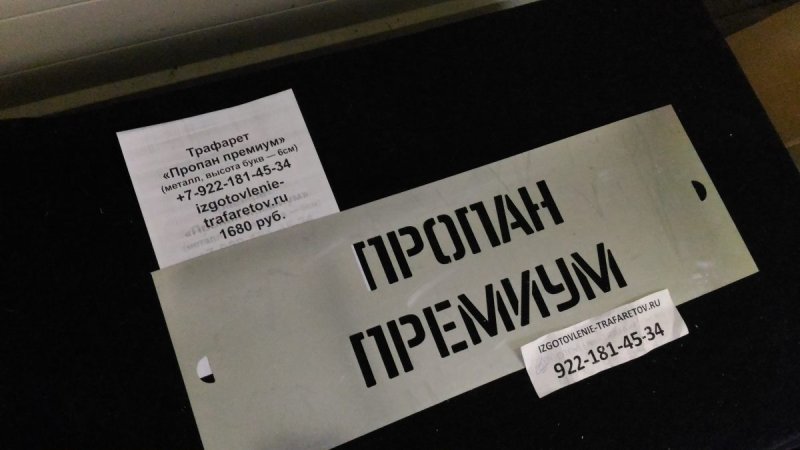 Трафарет
«Пропан премиум»
(металл, высота букв — 6см)
+7-922-181-45-34
izgotovlenie-
trafaretov.ru
1680 руб.
ПРОПАН
ПРЕМИУМ
IZGOTOVLENIE-TRAFARETOV.RU
922-181-45-34